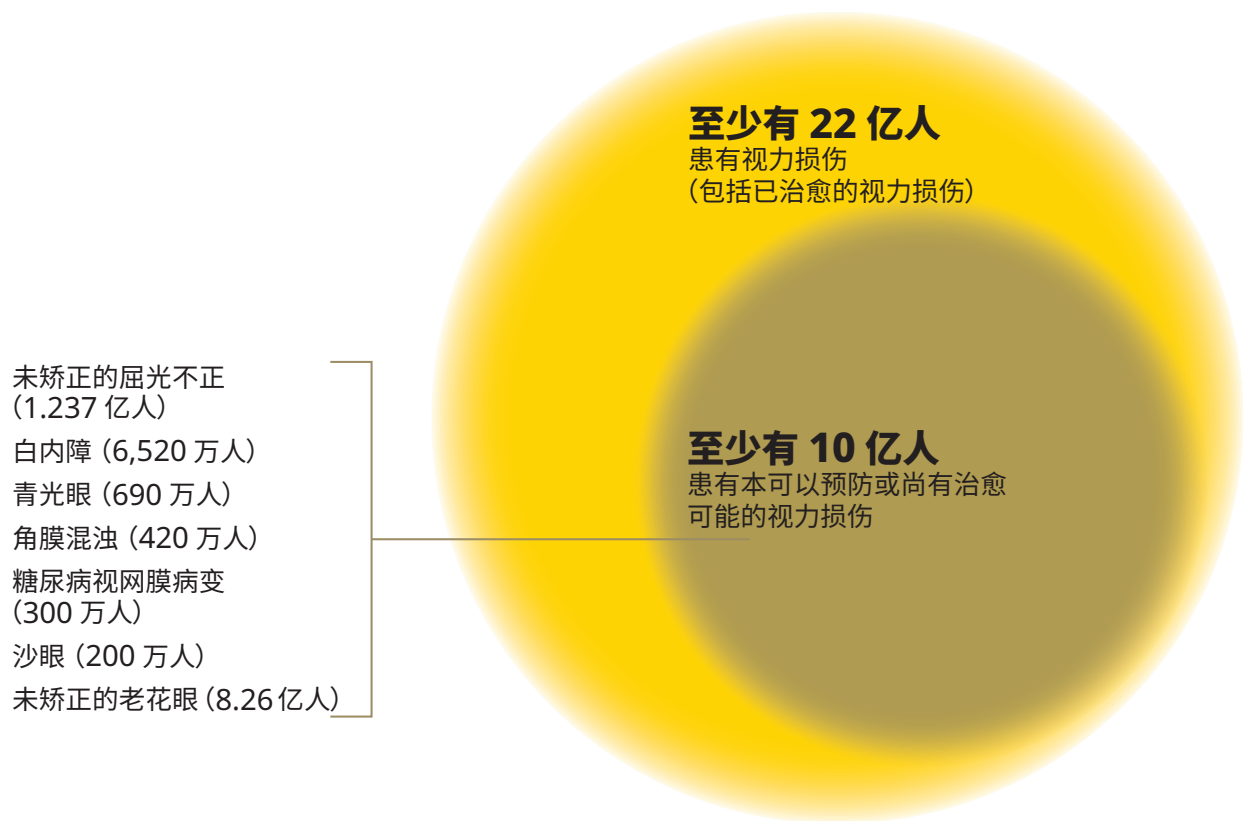 至少有 22 亿人
患有视力损伤
（包括已治愈的视力损伤）
至少有 10 亿人
患有本可以预防或尚有治愈
可能的视力损伤
未矫正的屈光不正
（1.237 亿人）
白内障（6,520 万人）
青光眼（690 万人）
角膜混浊（420 万人）
糖尿病视网膜病变
（300 万人）
沙眼（200 万人）
未矫正的老花眼（8.26 亿人）